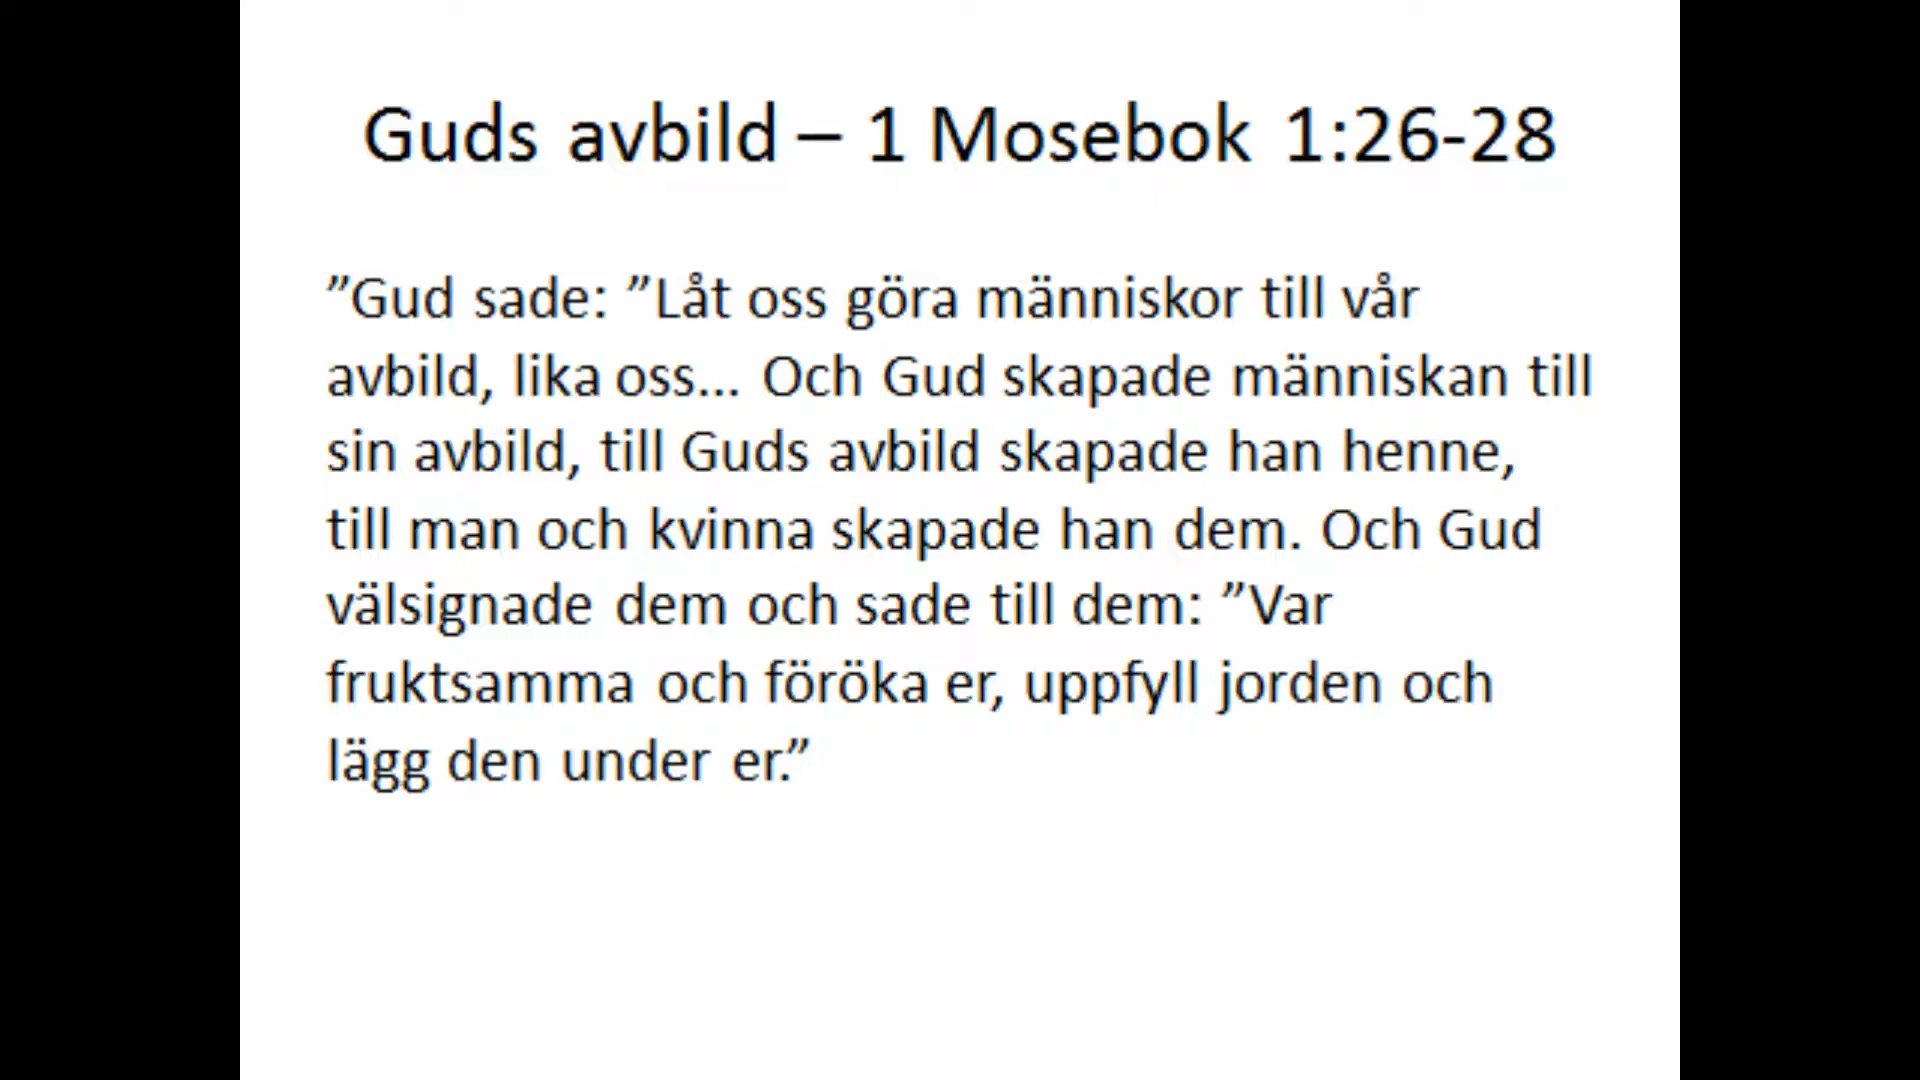 Guds avbild – 1 Mosebok 1:26-28
”Gud sade: ”Låt oss göra människor till vår
avbild, lika oss... Och Gud skapade människan till
sin avbild, till Guds avbild skapade han henne,
till man och kvinna skapade han dem. Och Gud
välsignade dem och sade till dem: ”Var
fruktsamma och föröka er, uppfyll jorden och
lägg den under er.”